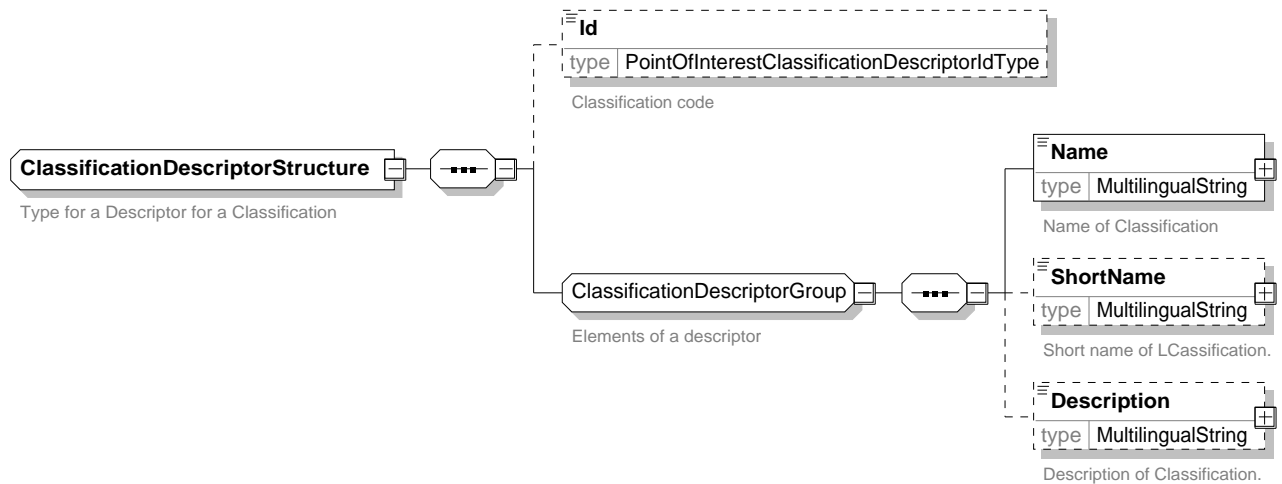 Id
type PointOfInterestClassificationDescriptorIdType
Classification code
ClassificationDescriptorStructure
Type for a Descriptor for a Classification
Name
type MultilingualString
Name of Classification
ClassificationDescriptorGroup
Elements of a descriptor
ShortName
type MultilingualString
Short name of LCassification.
Description
type MultilingualString
Description of Classification.